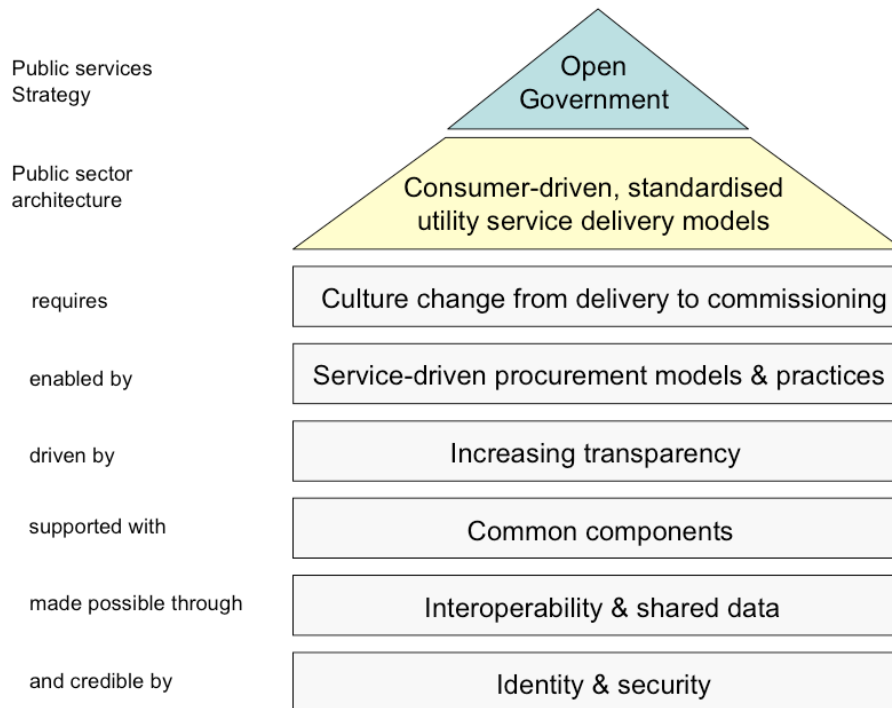 Public services
Strategy
Open
Government
Public sector
architecture
Consumer-driven, standardised
utility service delivery models
requires
Culture change from delivery to commissioning
enabled by
Service-driven procurement models & practices
driven by
Increasing transparency
supported with
Common components
made possible through
Interoperability & shared data
and credible by
Identity & security